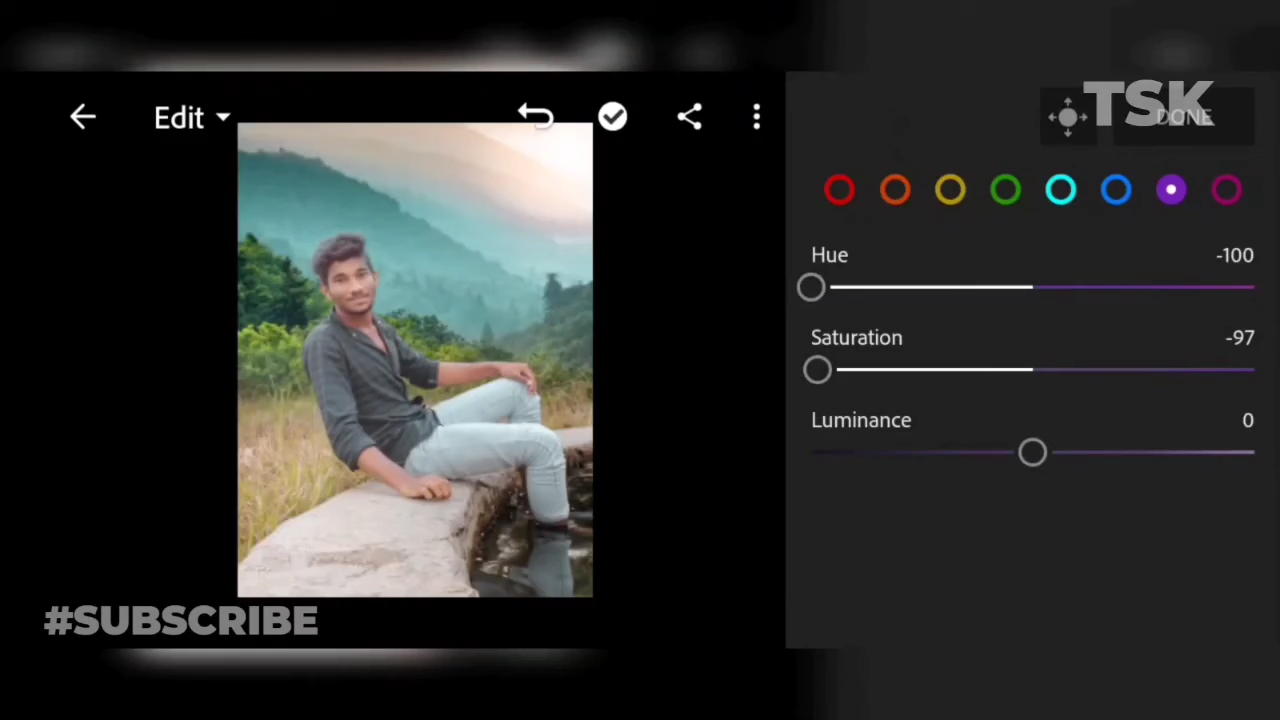 Edit
TSK
DONE
Hue -100
Saturation -97
Luminance 0
#SUBSCRIBE